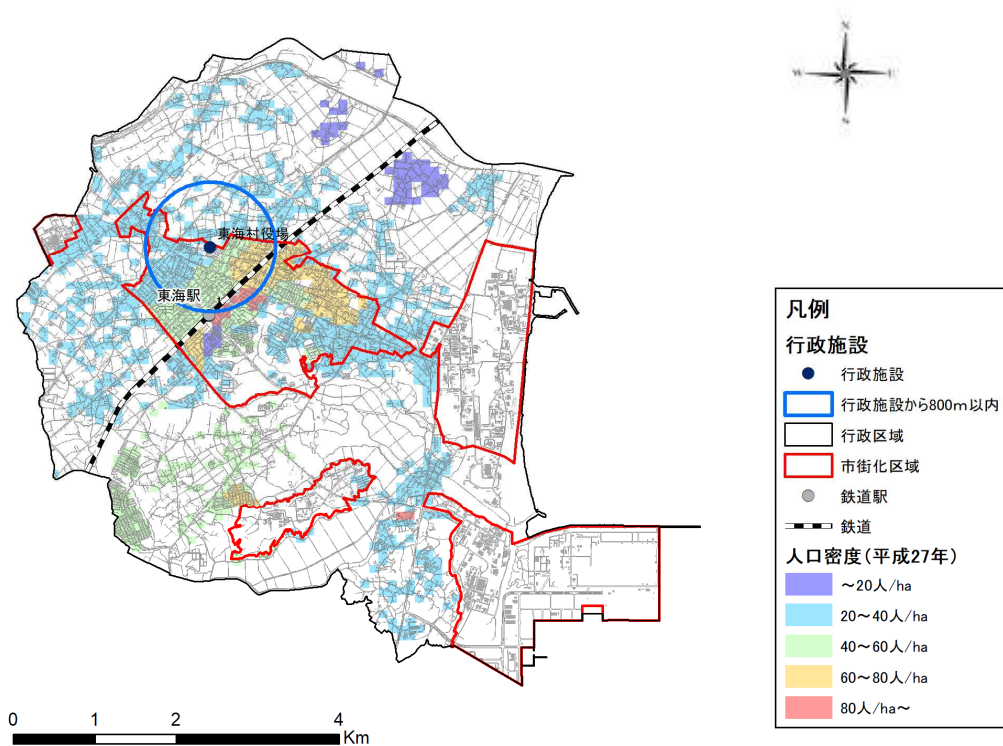 N
W
E
S
東海村役場
東海駅
凡例
行政施設
行政施設
行政施設から800m以内
行政区域
市街化区域
鉄道駅
鉄道
人口密度(平成27年)
～20人/ha
20～40人/ha
40～60人/ha
60～80人/ha
80人/ha～
0 1 2 4
Km